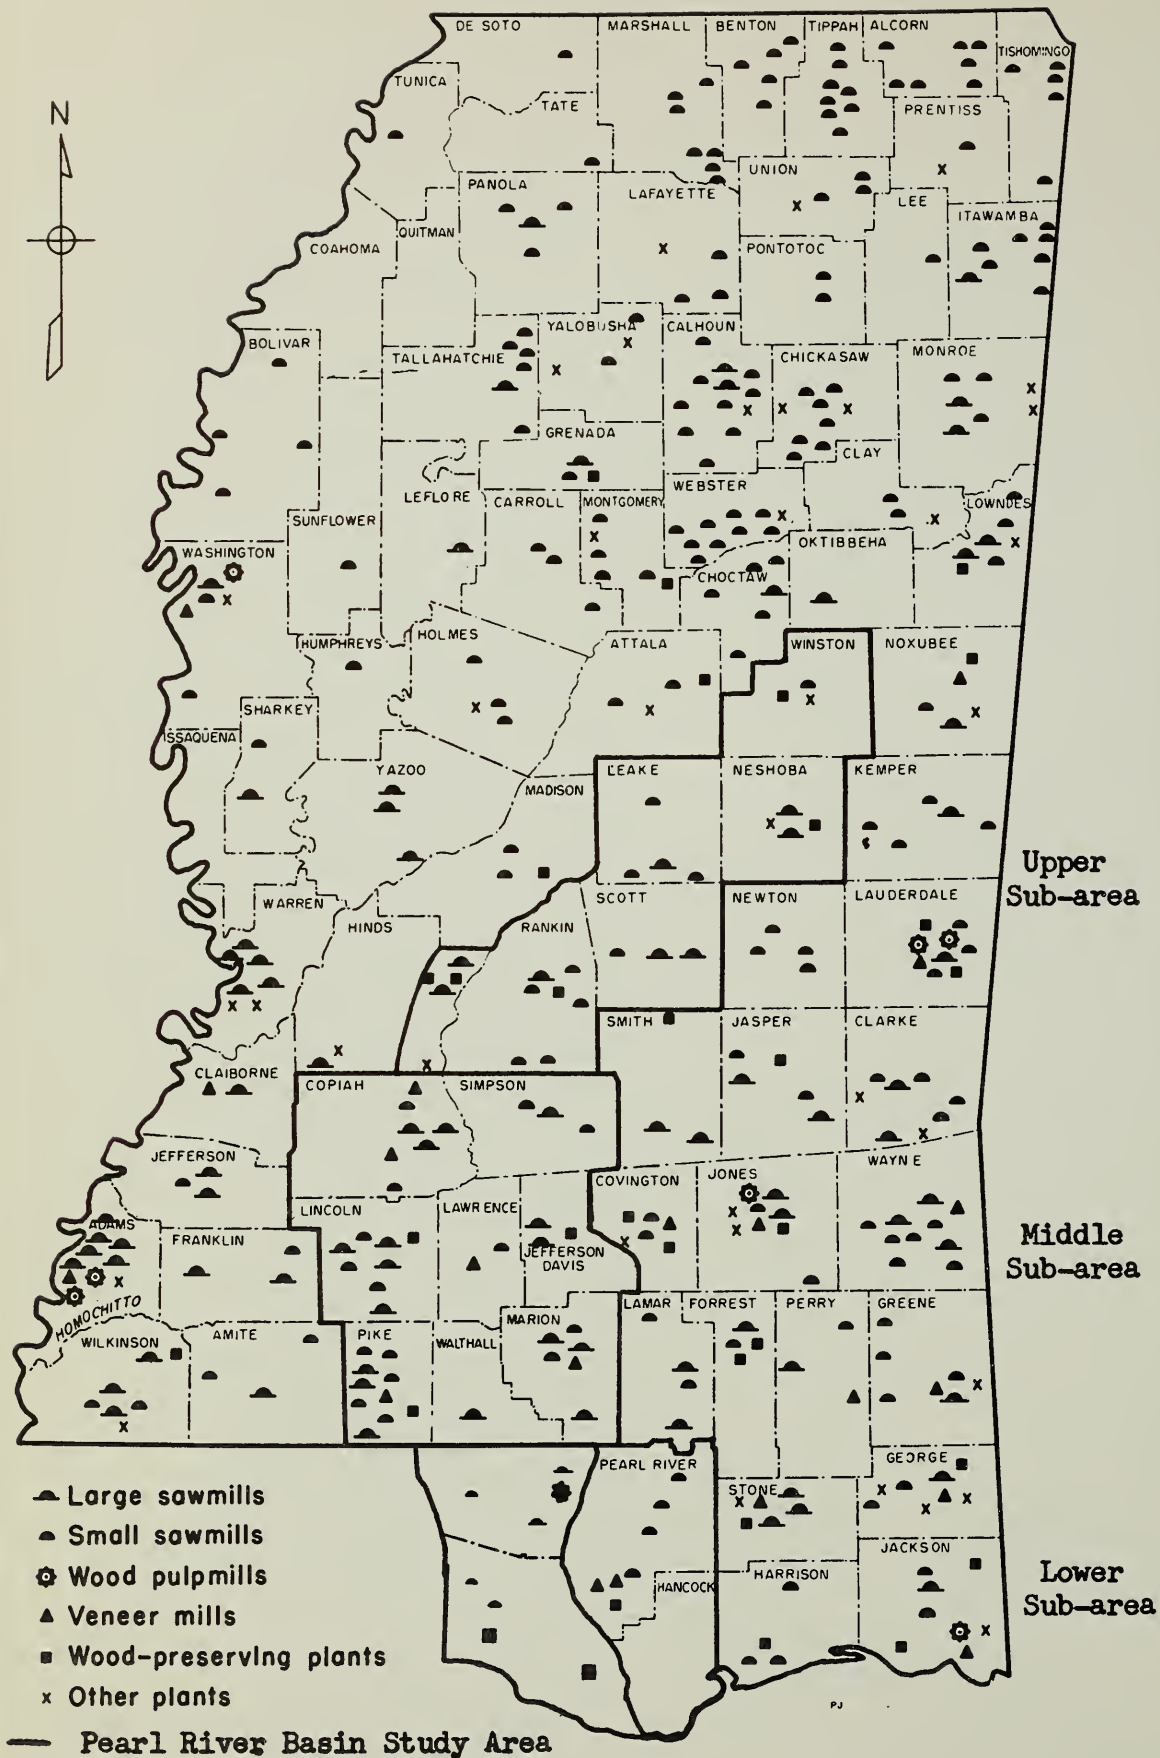 DE SOTO
MARSHALL
BENTON
TIPPAH
ALCORN
TISHOMINGO
TUNICA
TATE
PRENTISS
N
UNION
PANOLA
LAFAYETTE
LEE
ITAWAMBA
QUITMAN
COAHOMA
PONTOTOC
YALOBUSHA
CALHOUN
BOLIVAR
TALLAHATCHIE
CHICKASAW
MONROE
GRENADA
CLAY
WEBSTER
LEFLORE
CARROLL
MONTGOMERY
LOWNDES
SUNFLOWER
OKTIBBEHA
WASHINGTON
CHOCTAW
HOLMES
HUMPHREYS
ATTALA
WINSTON
NOXUBEE
SHARKEY
ISSAQUENA
YAZOO
LEAKE
NESHOBA
KEMPER
MADISON
Upper
Sub-area
WARREN
SCOTT
NEWTON
LAUDERDALE
HINDS
RANKIN
SMITH
JASPER
CLARKE
CLAIBORNE
COPIAH
SIMPSON
JEFFERSON
COVINGTON
JONES
WAYNE
LINCOLN
LAWRENCE
ADAMS
FRANKLIN
JEFFERSON
DAVIS
Middle
Sub-area
HOMOCHITTO
LAMAR
FORREST
PERRY
GREENE
WILKINSON
AMITE
PIKE
WALTHALL
MARION
PEARL RIVER
GEORGE
STONE
JACKSON
HANCOCK
HARRISON
Lower
Sub-area
Large sawmills
Small sawmills
Wood pulpmills
Veneer mills
Wood-preserving plants
x Other plants
PJ
Pearl River Basin Study Area